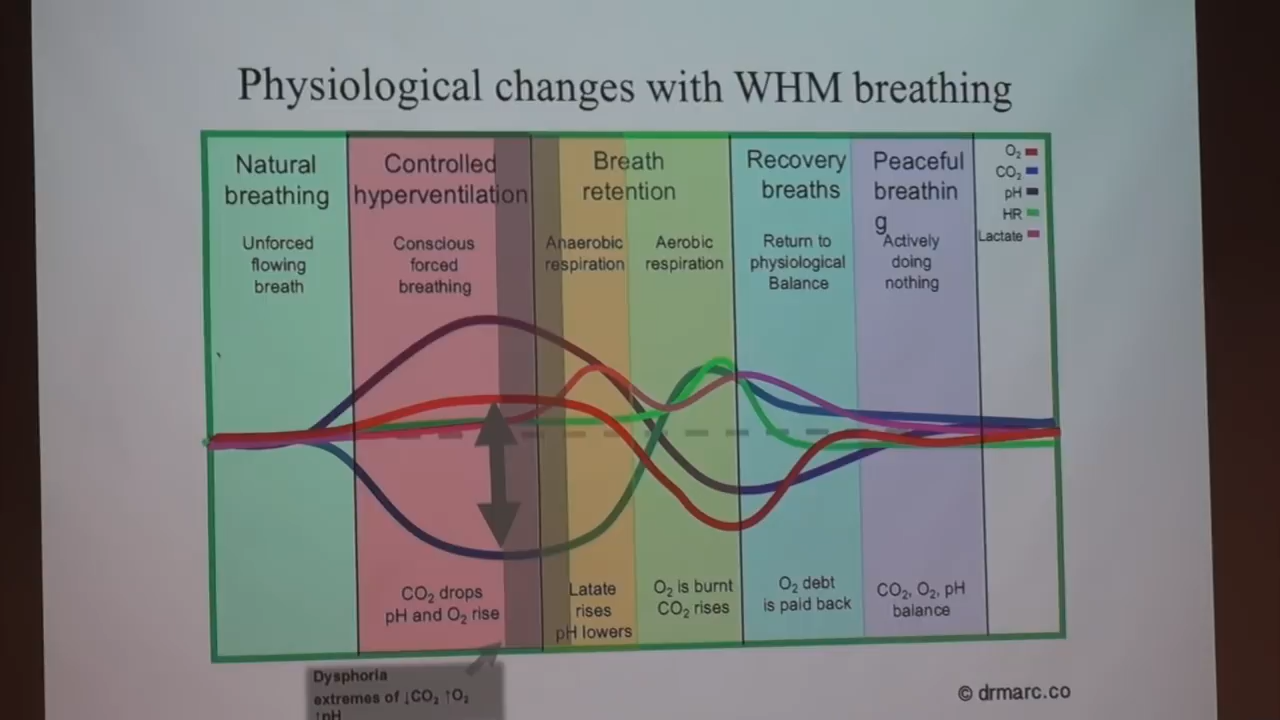 Physiological changes with WHM breathing
Natural
breathing
Unforced
flowing
breath
Controlled
hyperventilation
Conscious
forced
breathing
Breath
retention
Anaerobic
respiration
Aerobic
respiration
Recovery
breaths
Return to
physiological
Balance
Peaceful
breathin
g
Actively
doing
nothing
O₂
CO₂
pH
HR
Lactate
CO₂ drops
pH and O₂ rise
Latate
rises
pH lowers
O₂ is burnt
CO₂ rises
O₂ debt
is paid back
CO₂, O₂, pH
balance
Dysphoria
extremes of ↓CO₂ ↑O₂
↑pH
© drmarc.co